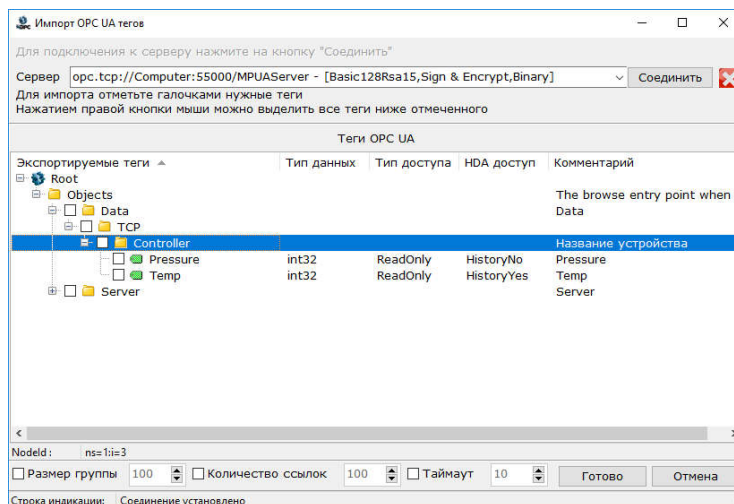 Импорт OPC UA тегов
Для подключения к серверу нажмите на кнопку "Соединить"
Сервер opc.tcp://Computer:55000/MPUAServer - [Basic128Rsa15,Sign & Encrypt,Binary] Соединить
Для импорта отметьте галочками нужные теги
Нажатием правой кнопки мыши можно выделить все теги ниже отмеченного
Теги OPC UA
Экспортируемые теги Тип данных Тип доступа HDA доступ Комментарий
Root
Objects The browse entry point when
Data Data
TCP
Controller Название устройства
Pressure int32 ReadOnly HistoryNo Pressure
Temp int32 ReadOnly HistoryYes Temp
Server Server
NodeId : ns=1;i=3
Размер группы 100 Количество ссылок 100 Таймаут 10 Готово Отмена
Строка индикации: Соединение установлено